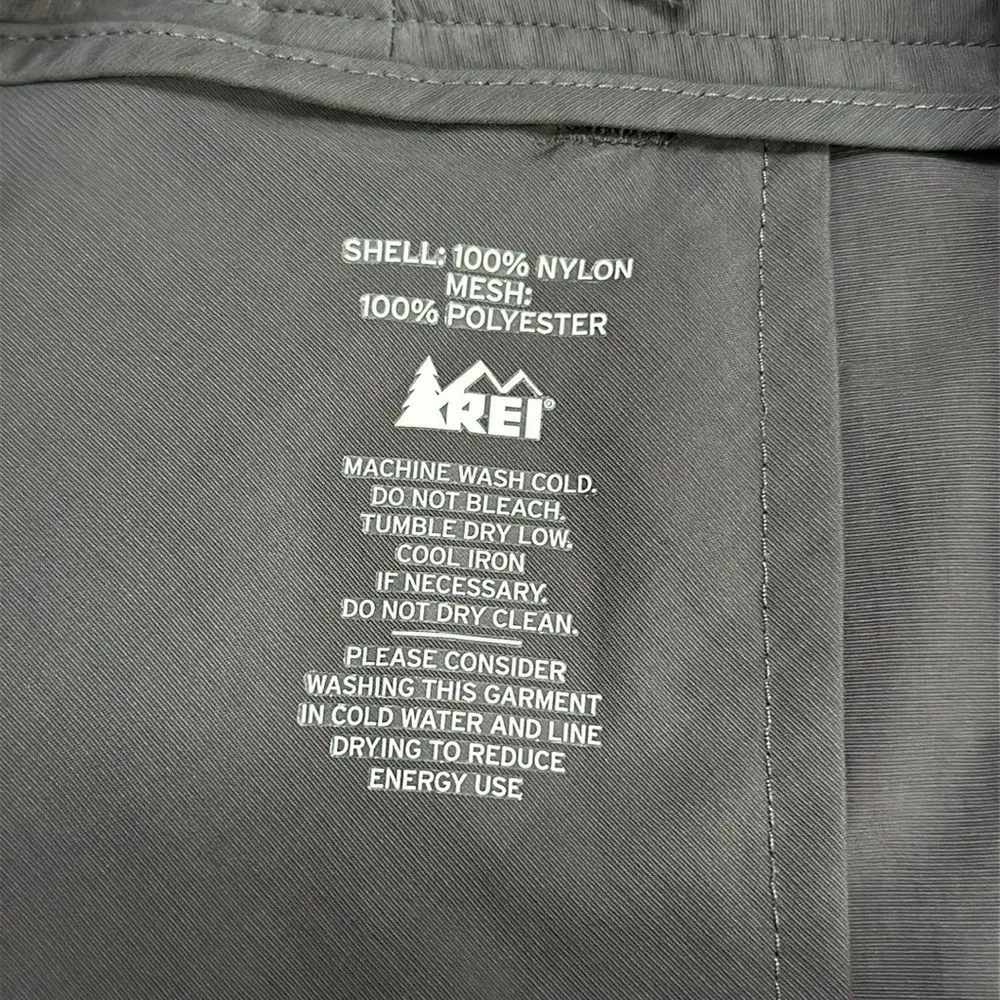 SHELL: 100% NYLON
MESH:
100% POLYESTER
REI®
MACHINE WASH COLD.
DO NOT BLEACH.
TUMBLE DRY LOW.
COOL IRON
IF NECESSARY.
DO NOT DRY CLEAN.
PLEASE CONSIDER
WASHING THIS GARMENT
IN COLD WATER AND LINE
DRYING TO REDUCE
ENERGY USE